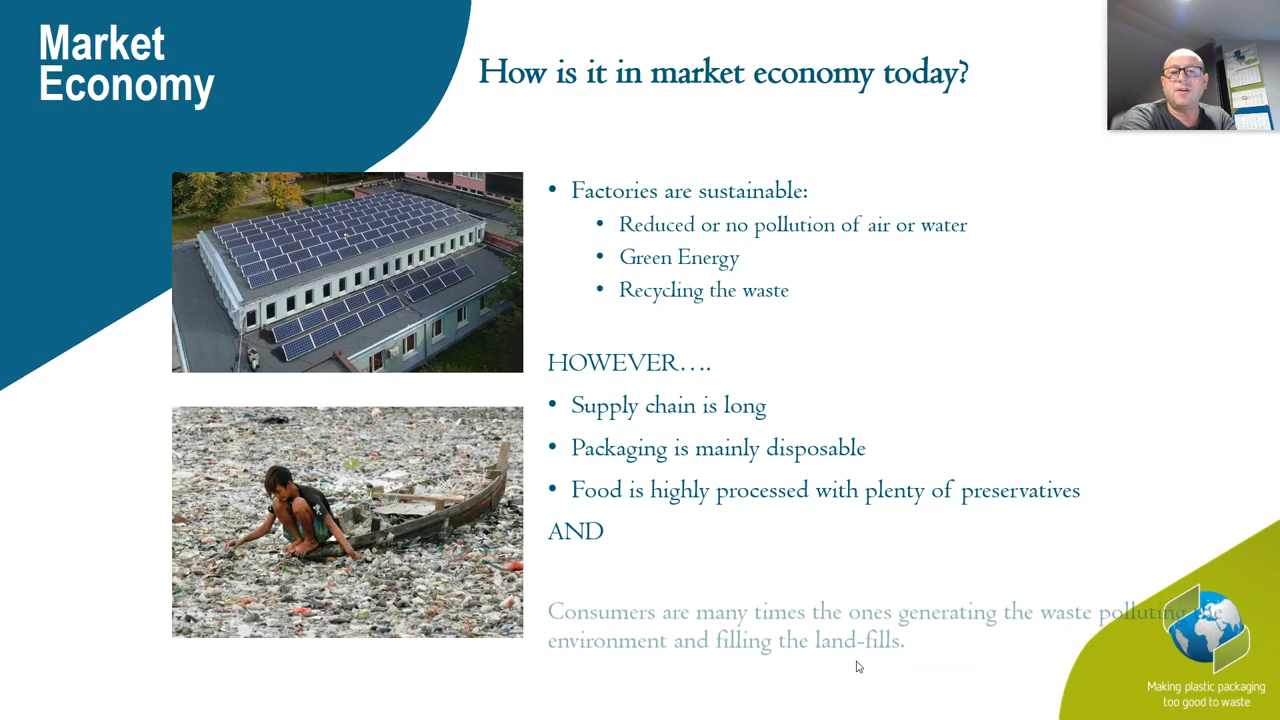 Market
Economy
How is it in market economy today?
• Factories are sustainable:
• Reduced or no pollution of air or water
• Green Energy
• Recycling the waste
HOWEVER….
• Supply chain is long
• Packaging is mainly disposable
• Food is highly processed with plenty of preservatives
AND
Consumers are many times the ones generating the waste polluting the
environment and filling the land-fills.
Making plastic packaging
too good to waste